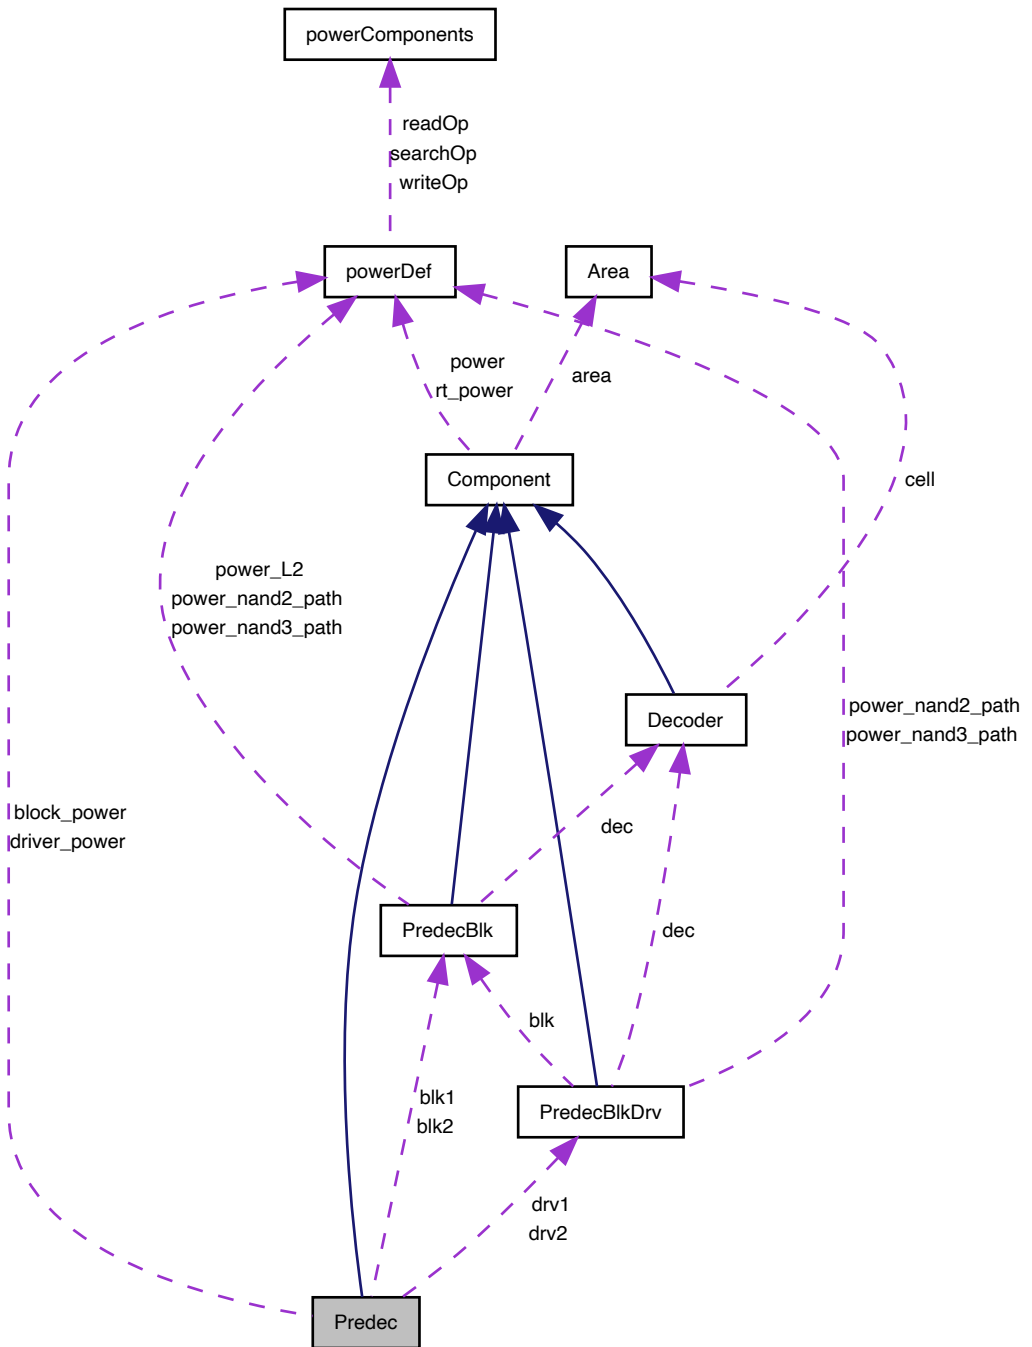 powerComponents
readOp
searchOp
writeOp
powerDef
Area
power
rt_power
area
Component
cell
power_L2
power_nand2_path
power_nand3_path
Decoder
power_nand2_path
power_nand3_path
block_power
driver_power
dec
PredecBlk
dec
blk
blk1
blk2
PredecBlkDrv
drv1
drv2
Predec